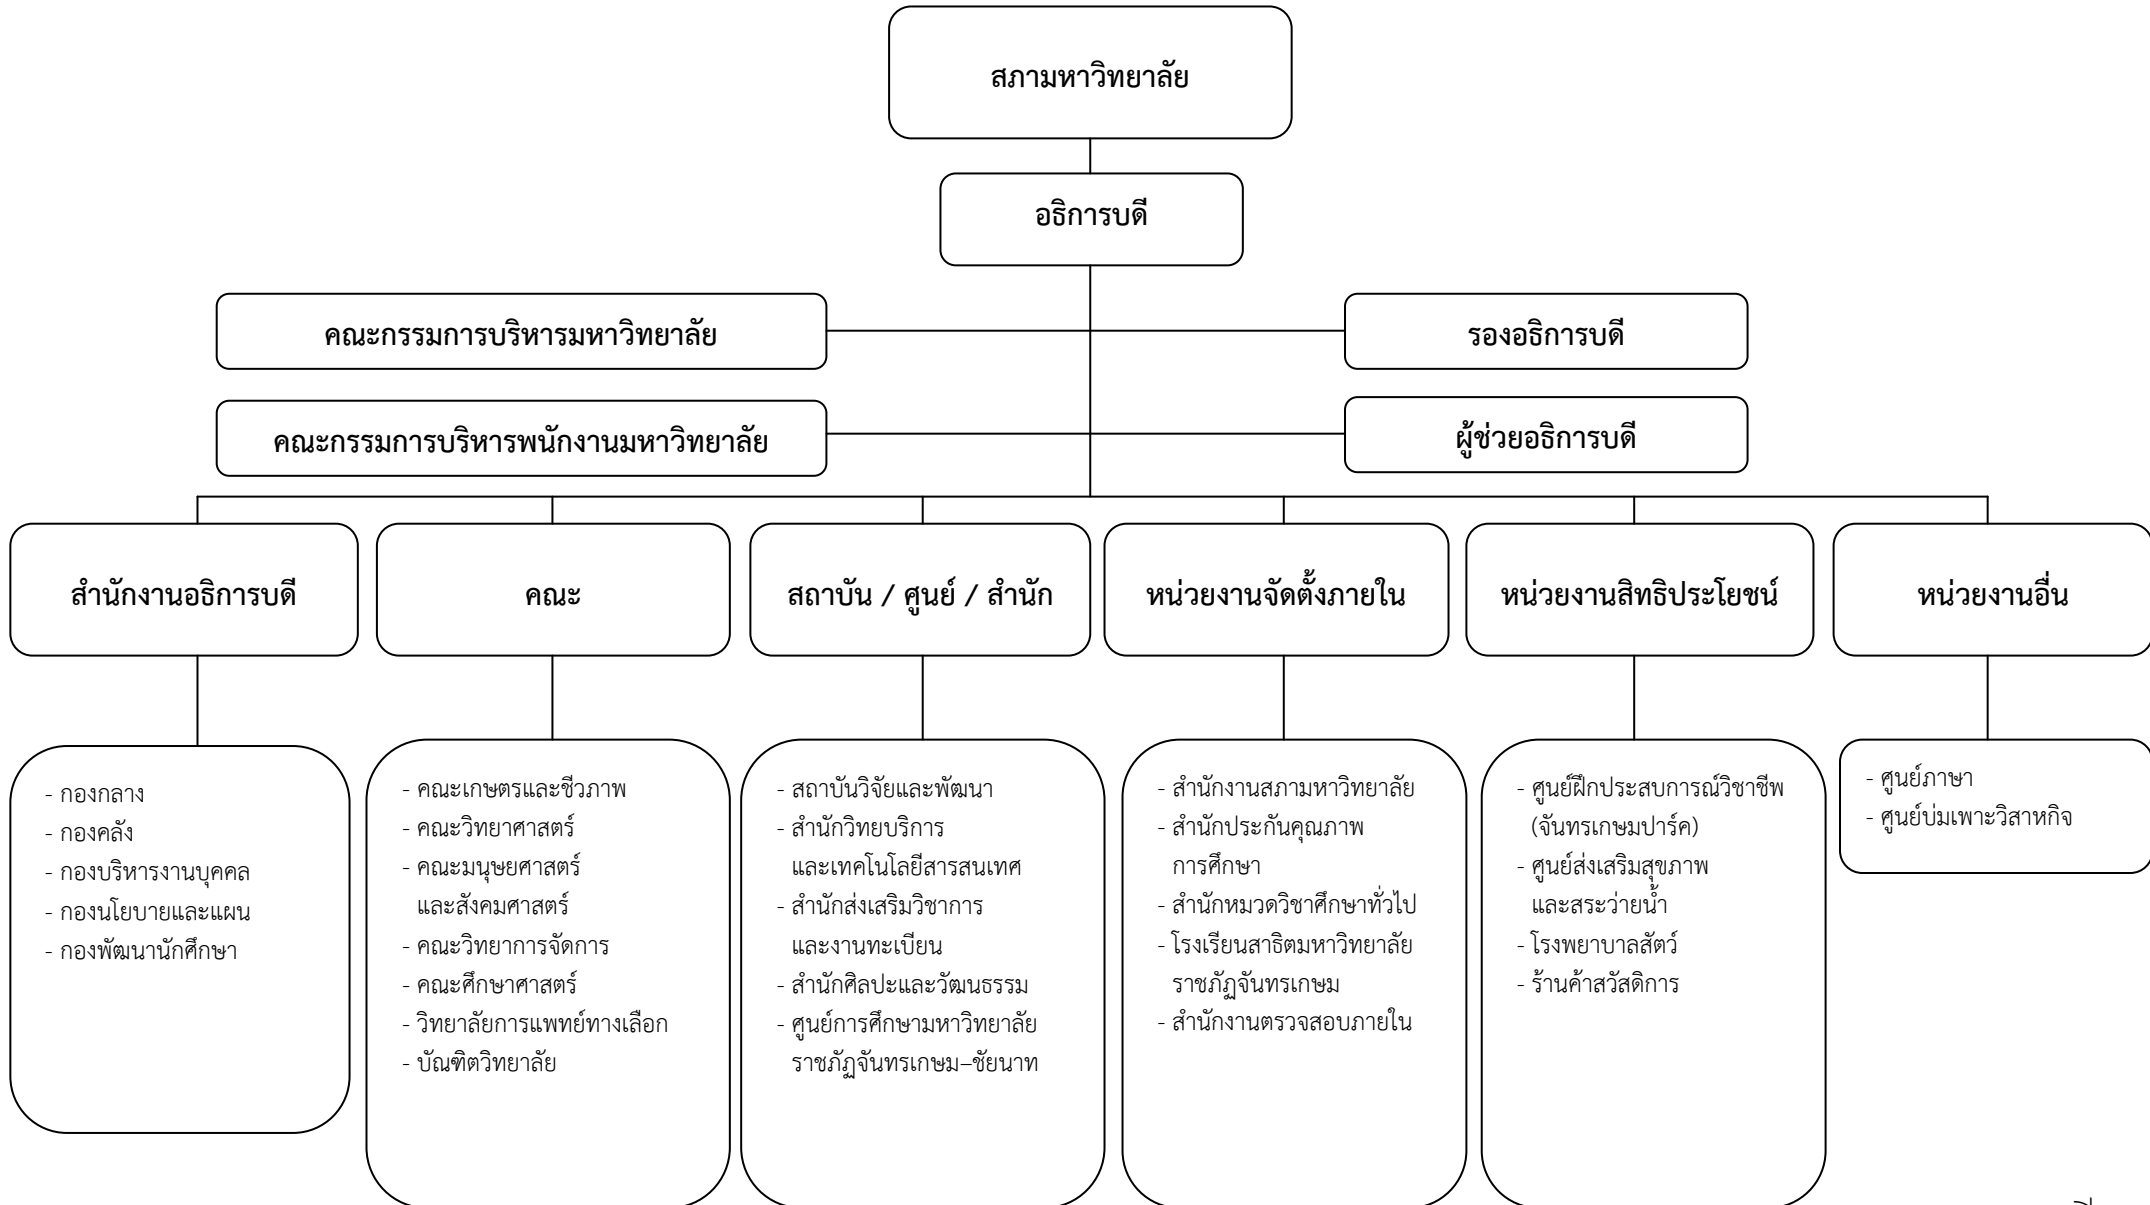 สภามหาวิทยาลัย
อธิการบดี
คณะกรรมการบริหารมหาวิทยาลัย
รองอธิการบดี
คณะกรรมการบริหารพนักงานมหาวิทยาลัย
ผู้ช่วยอธิการบดี
สำนักงานอธิการบดี
คณะ
สถาบัน / ศูนย์ / สำนัก
หน่วยงานจัดตั้งภายใน
หน่วยงานสิทธิประโยชน์
หน่วยงานอื่น
- กองกลาง
- กองคลัง
- กองบริหารงานบุคคล
- กองนโยบายและแผน
- กองพัฒนานักศึกษา
- คณะเกษตรและชีวภาพ
- คณะวิทยาศาสตร์
- คณะมนุษยศาสตร์
และสังคมศาสตร์
- คณะวิทยาการจัดการ
- คณะศึกษาศาสตร์
- วิทยาลัยการแพทย์ทางเลือก
- บัณฑิตวิทยาลัย
- สถาบันวิจัยและพัฒนา
- สำนักวิทยบริการ
และเทคโนโลยีสารสนเทศ
- สำนักส่งเสริมวิชาการ
และงานทะเบียน
- สำนักศิลปะและวัฒนธรรม
- ศูนย์การศึกษามหาวิทยาลัย
ราชภัฏจันทรเกษม–ชัยนาท
- สำนักงานสภามหาวิทยาลัย
- สำนักประกันคุณภาพ
การศึกษา
- สำนักหมวดวิชาศึกษาทั่วไป
- โรงเรียนสาธิตมหาวิทยาลัย
ราชภัฏจันทรเกษม
- สำนักงานตรวจสอบภายใน
- ศูนย์ฝึกประสบการณ์วิชาชีพ
(จันทรเกษมปาร์ค)
- ศูนย์ส่งเสริมสุขภาพ
และสระว่ายน้ำ
- โรงพยาบาลสัตว์
- ร้านค้าสวัสดิการ
- ศูนย์ภาษา
- ศูนย์บ่มเพาะวิสาหกิจ